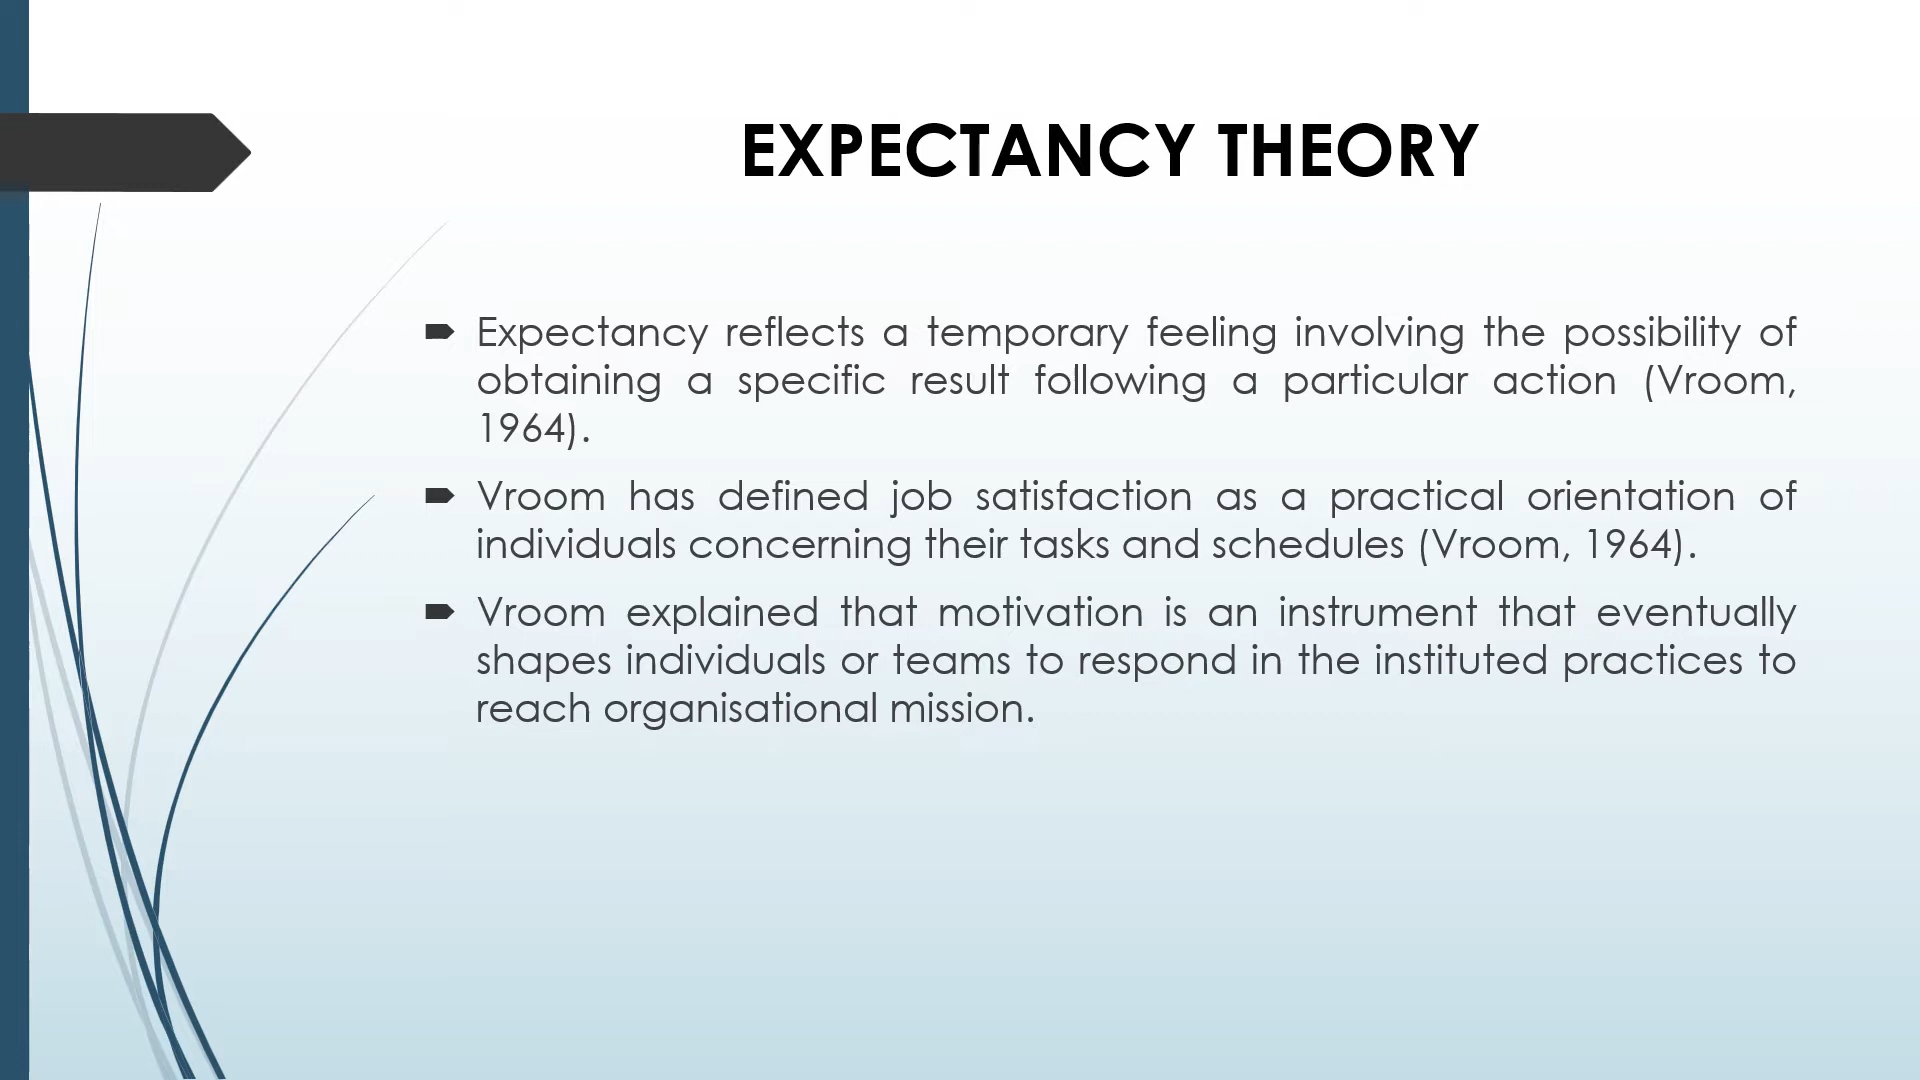 EXPECTANCY THEORY
Expectancy reflects a temporary feeling involving the possibility of
obtaining a specific result following a particular action (Vroom,
1964).
Vroom has defined job satisfaction as a practical orientation of
individuals concerning their tasks and schedules (Vroom, 1964).
Vroom explained that motivation is an instrument that eventually
shapes individuals or teams to respond in the instituted practices to
reach organisational mission.